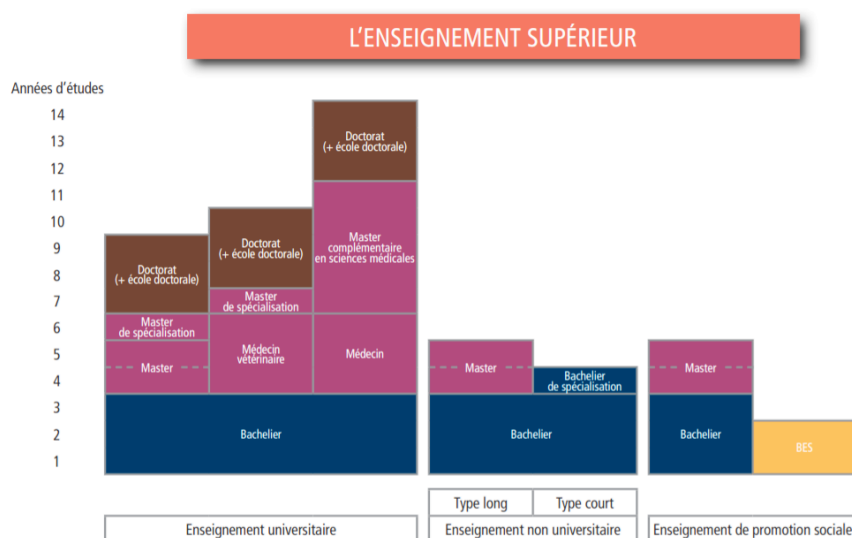 L'ENSEIGNEMENT SUPÉRIEUR
Années d'études
14
13
12
11
10
9
8
7
6
5
4
3
2
1
Doctorat
(+ école doctorale)
Master
de spécialisation
Master
Doctorat
(+ école doctorale)
Master
de spécialisation
Médecin
vétérinaire
Doctorat
(+ école doctorale)
Master
complémentaire
en sciences médicales
Médecin
Bachelier
Master
Bachelier
de spécialisation
Bachelier
Master
Bachelier
BES
Type long
Type court
Enseignement universitaire
Enseignement non universitaire
Enseignement de promotion sociale